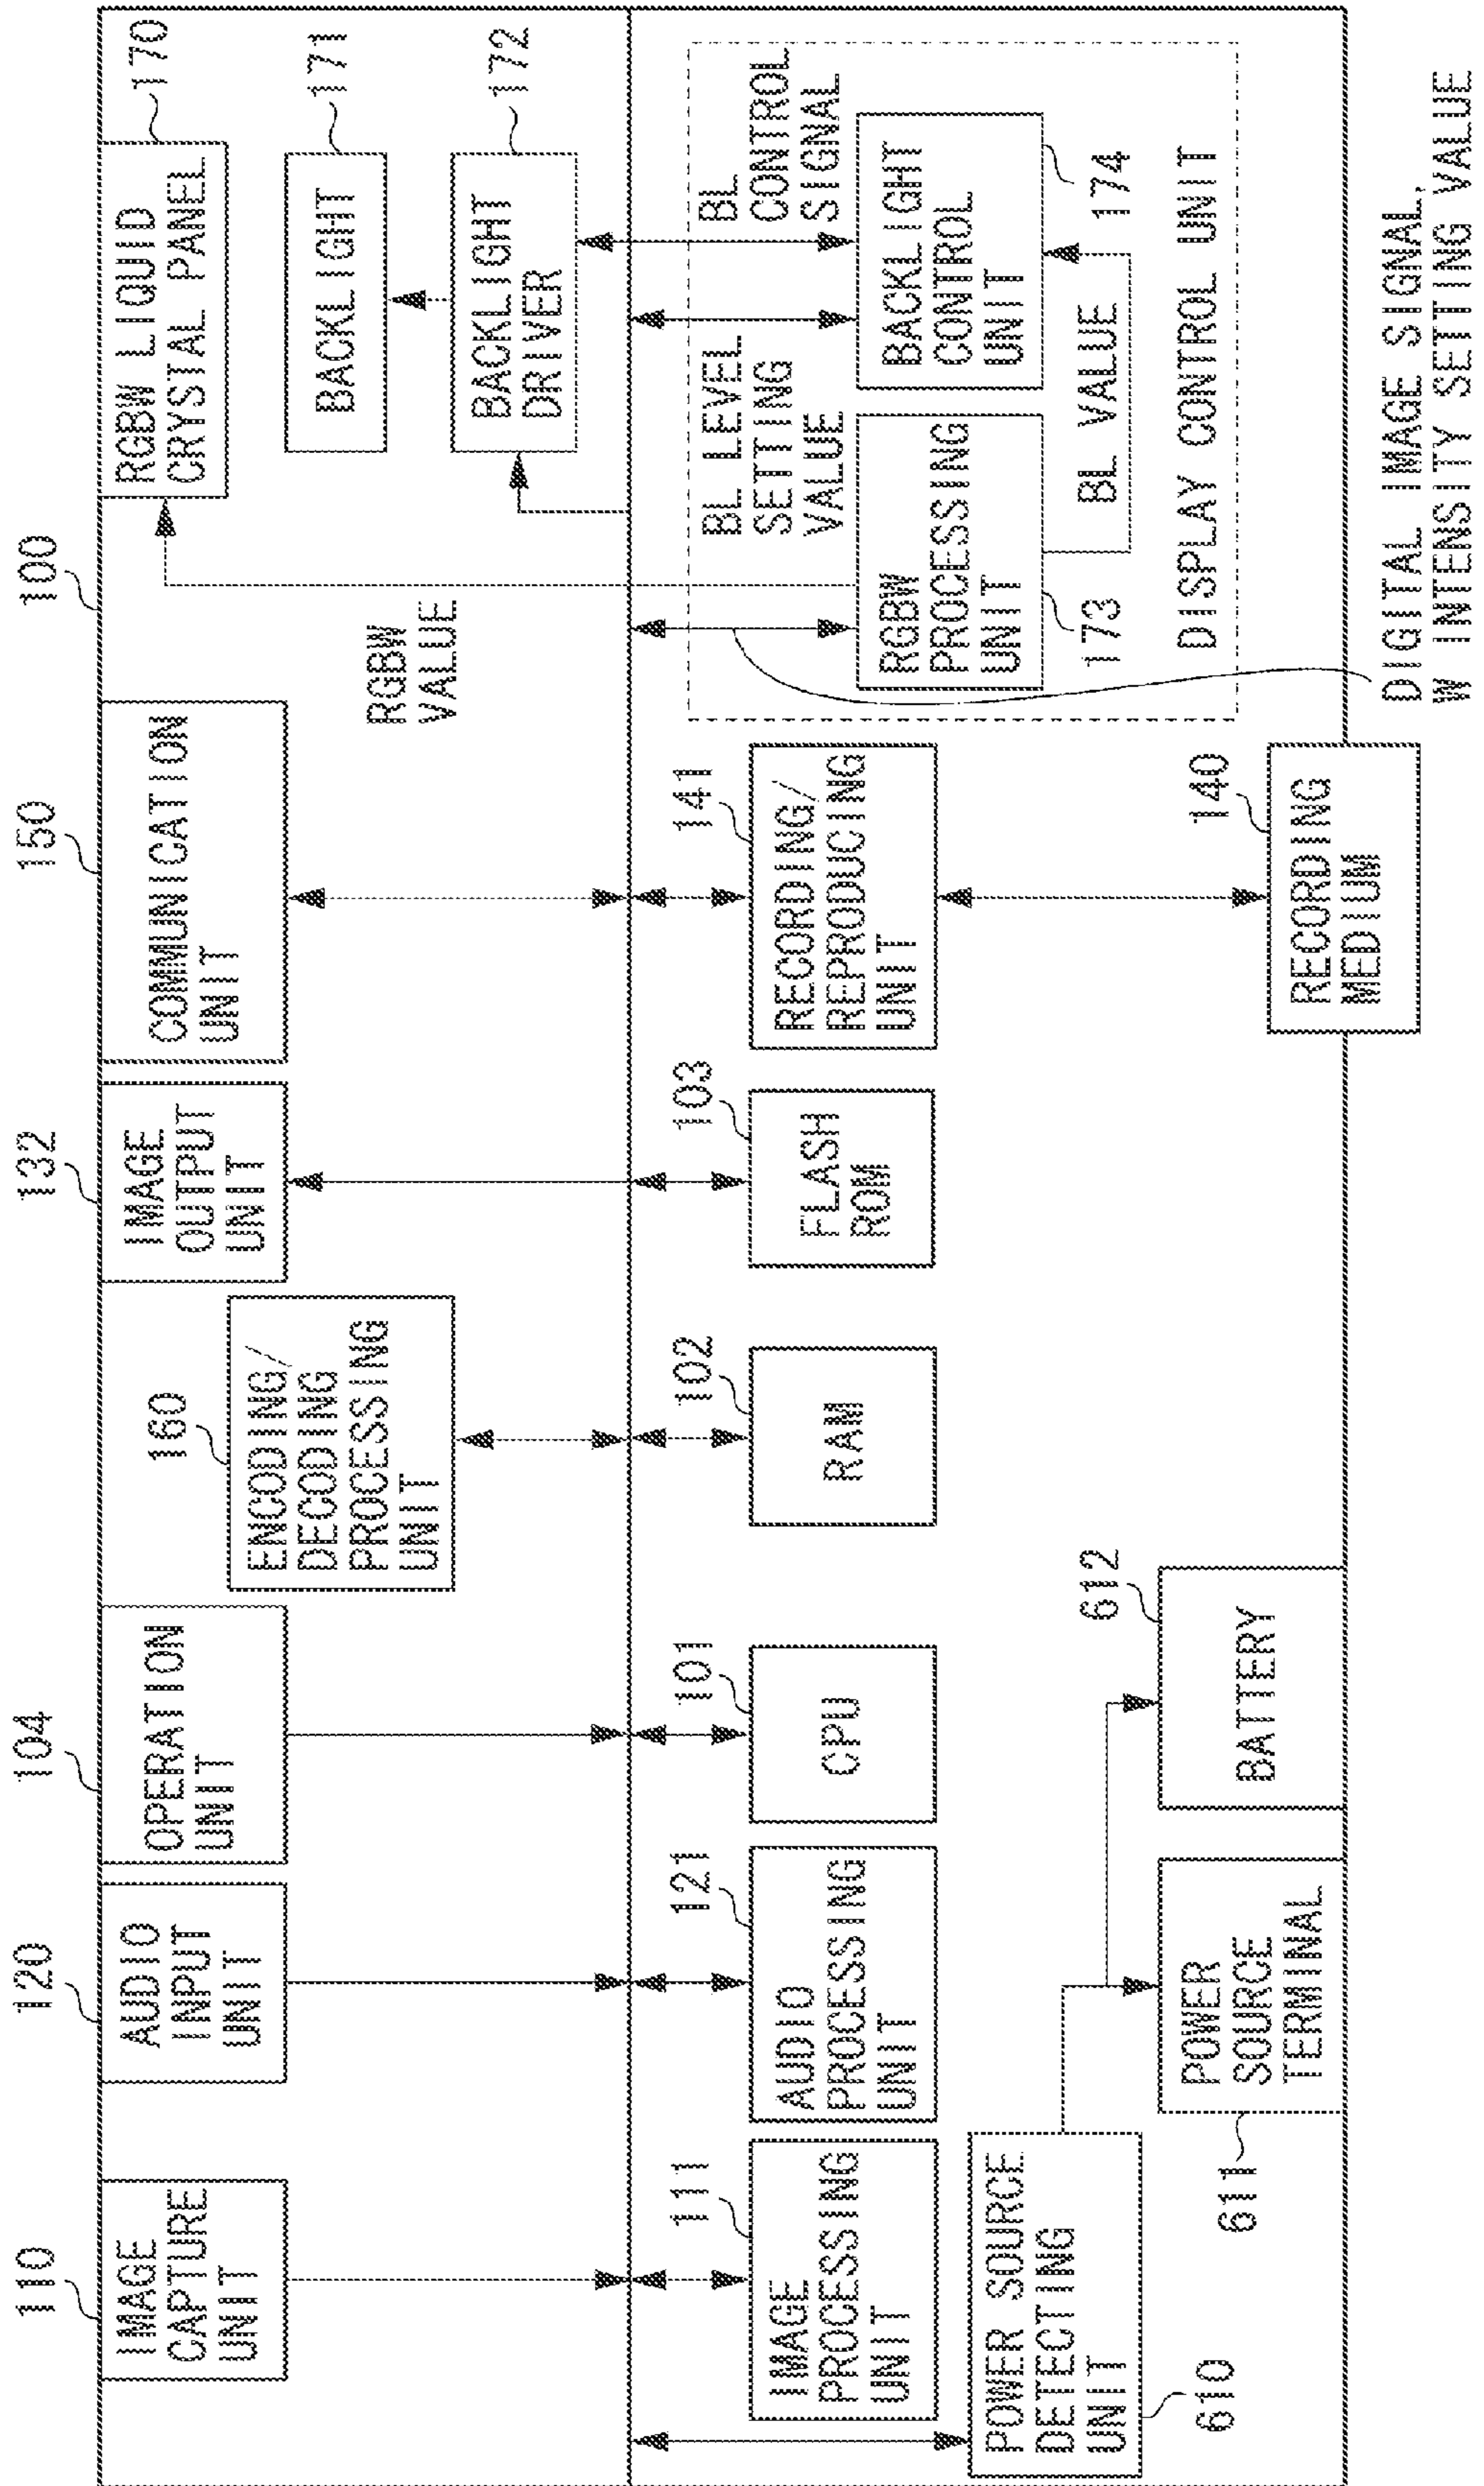 110
IMAGE
CAPTURE
UNIT
120
AUDIO
INPUT
UNIT
104
OPERATION
UNIT
160
ENCODING/
DECODING
PROCESSING
UNIT
132
IMAGE
OUTPUT
UNIT
150
COMMUNICATION
UNIT
100
RGBW
VALUE
RGBW LIQUID
CRYSTAL PANEL
170
BACKLIGHT
171
BACKLIGHT
DRIVER
172
111
IMAGE
PROCESSING
UNIT
121
AUDIO
PROCESSING
UNIT
101
CPU
102
RAM
103
FLASH
ROM
141
RECORDING/
REPRODUCING
UNIT
BL LEVEL
SETTING
VALUE
BL
CONTROL
SIGNAL
RGBW
PROCESSING
UNIT
173
BACKLIGHT
CONTROL
UNIT
174
BL VALUE
DISPLAY CONTROL UNIT
POWER SOURCE
DETECTING
UNIT
610
POWER
SOURCE
TERMINAL
611
BATTERY
612
140
RECORDING
MEDIUM
DIGITAL IMAGE SIGNAL,
W INTENSITY SETTING VALUE